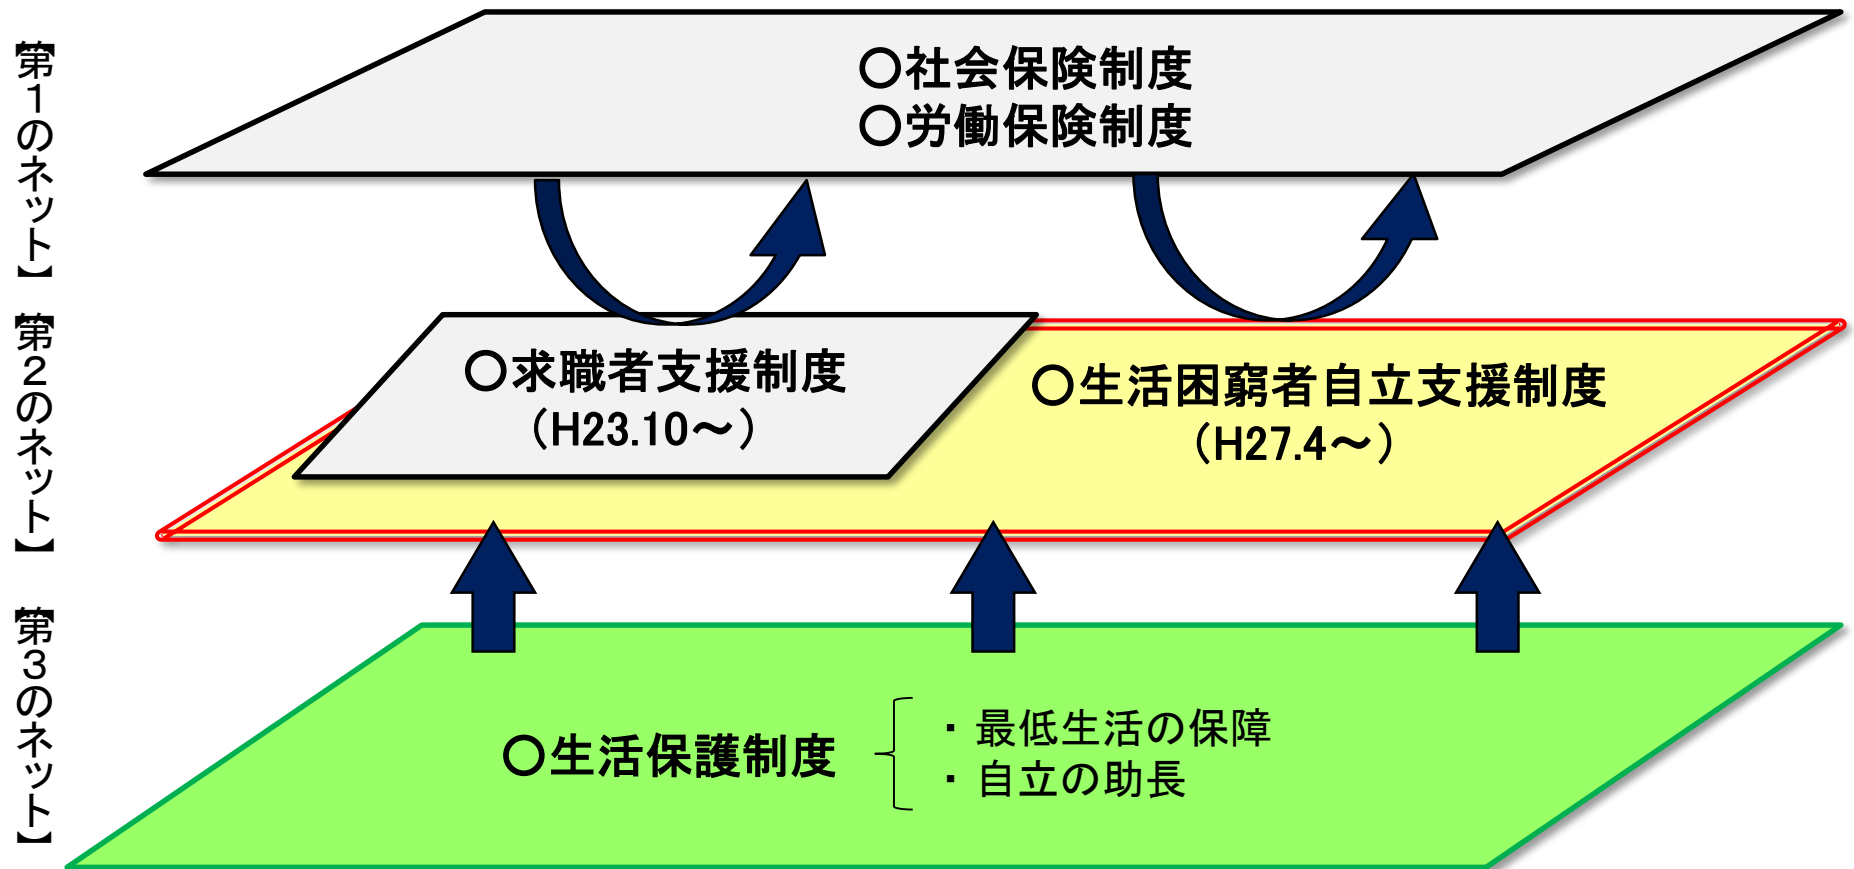 【第1のネット】
○社会保険制度
○労働保険制度
【第2のネット】
○求職者支援制度
（H23.10～）
○生活困窮者自立支援制度
（H27.4～）
【第3のネット】
○生活保護制度
・最低生活の保障
・自立の助長